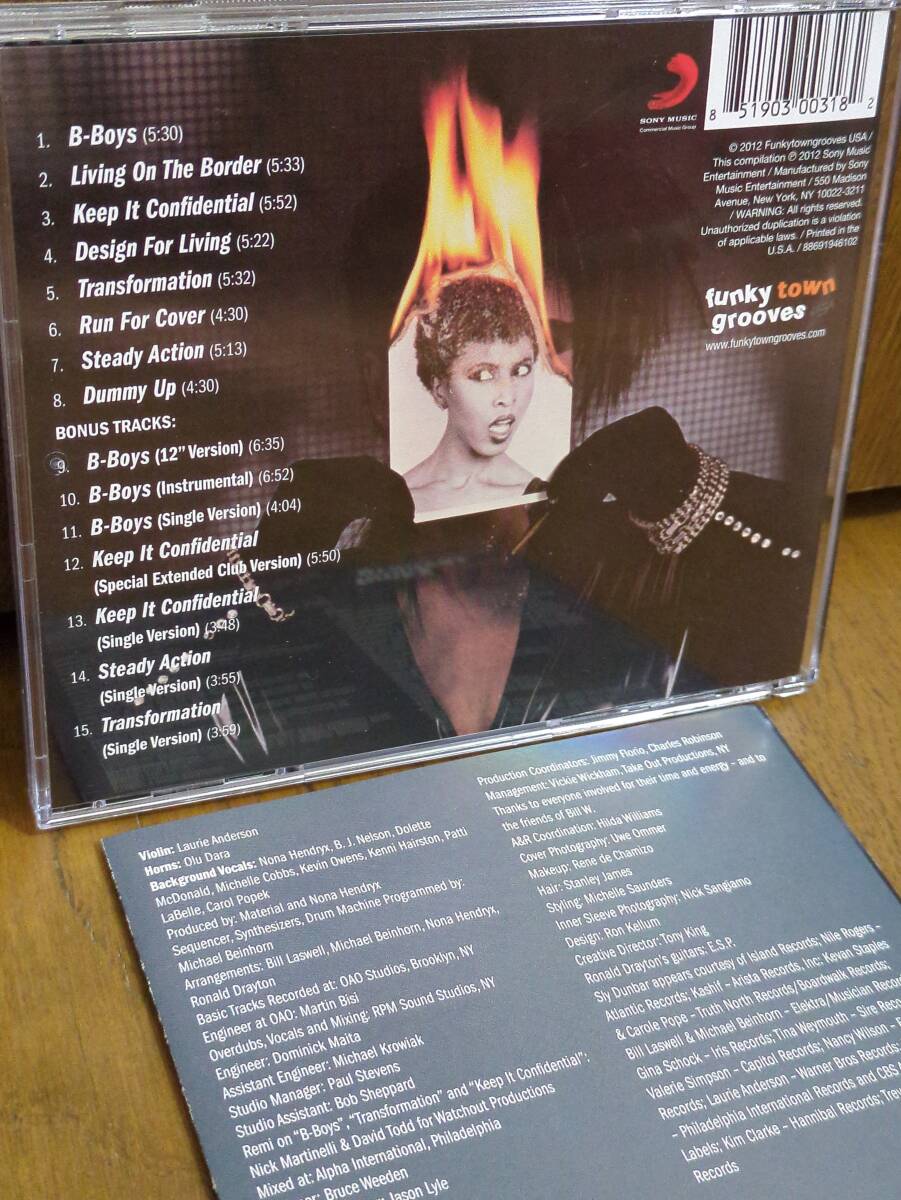 1. B-Boys (5:30)
2. Living On The Border (5:33)
3. Keep It Confidential (5:52)
4. Design For Living (5:22)
5. Transformation (5:32)
6. Run For Cover (4:30)
7. Steady Action (5:13)
8. Dummy Up (4:30)
BONUS TRACKS:
9. B-Boys (12" Version) (6:35)
10. B-Boys (Instrumental) (6:52)
11. B-Boys (Single Version) (4:04)
12. Keep It Confidential
(Special Extended Club Version) (5:50)
13. Keep It Confidential
(Single Version) (3:48)
14. Steady Action
(Single Version) (3:55)
15. Transformation
(Single Version) (3:59)
SONY MUSIC
Commercial Music Group
8 51903 00318 2
© 2012 Funkytowngrooves USA /
This compilation ℗ 2012 Sony Music
Entertainment / Manufactured by Sony
Music Entertainment / 550 Madison
Avenue, New York, NY 10022-3211
/ WARNING: All rights reserved.
Unauthorized duplication is a violation
of applicable laws. / Printed in the
U.S.A. / 88691946102
funky town
grooves
www.funkytowngrooves.com
Violin: Laurie Anderson
Horns: Olu Dara
Background Vocals: Nona Hendryx, B. J. Nelson, Dolette
McDonald, Michelle Cobbs, Kevin Owens, Kenni Hairston, Patti
LaBelle, Carol Popek
Produced by: Material and Nona Hendryx
Sequencer, Synthesizers, Drum Machine Programmed by:
Michael Beinhorn
Arrangements: Bill Laswell, Michael Beinhorn, Nona Hendryx,
Ronald Drayton
Basic Tracks Recorded at: OAO Studios, Brooklyn, NY
Engineer at OAO: Martin Bisi
Overdubs, Vocals and Mixing: RPM Sound Studios, NY
Engineer: Dominick Maita
Assistant Engineer: Michael Krowiak
Studio Manager: Paul Stevens
Studio Assistant: Bob Sheppard
Remi on "B-Boys", "Transformation" and "Keep It Confidential":
Nick Martinelli & David Todd for Watchout Productions
Mixed at: Alpha International, Philadelphia
Bruce Weeden
Jason Lyle
Production Coordinators: Jimmy Florio, Charles Robinson
Management: Vickie Wickham, Take Out Productions, NY
Thanks to everyone involved for their time and energy – and to
the friends of Bill W.
A&R Coordination: Hilda Williams
Cover Photography: Uwe Ommer
Makeup: Rene de Chamizo
Hair: Stanley James
Styling: Michelle Saunders
Inner Sleeve Photography: Nick Sangiamo
Design: Ron Kellum
Creative Director: Tony King
Ronald Drayton's guitars: E.S.P.
Sly Dunbar appears courtesy of Island Records; Nile Rogers –
Atlantic Records; Kashif – Arista Records, Inc; Kevan Staples
& Carole Pope – Truth North Records/Boardwalk Records;
Bill Laswell & Michael Beinhorn – Elektra/Musician
Gina Schock – Iris Records; Tina Weymouth – Sire
Valerie Simpson – Capitol Records; Nancy Wilson –
Records; Laurie Anderson – Warner Bros Records;
– Philadelphia International Records and CBS
Labels; Kim Clarke – Hannibal Records;
Records